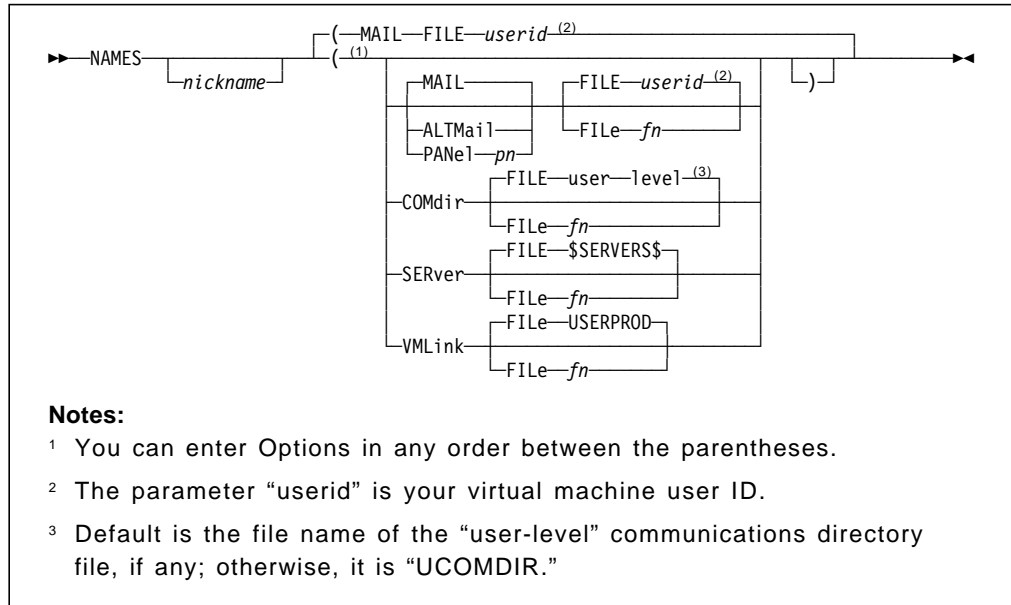 ( MAIL FILE userid (2)
NAMES nickname ( (1) )
MAIL FILE userid (2)
ALTMail FILe fn
PANel pn
FILE user level (3)
COMdir
FILe fn
FILE $SERVERS$
SERver
FILe fn
FILe USERPROD
VMLink
FILe fn
Notes:
1 You can enter Options in any order between the parentheses.
2 The parameter “userid” is your virtual machine user ID.
3 Default is the file name of the “user-level” communications directory
file, if any; otherwise, it is “UCOMDIR.”